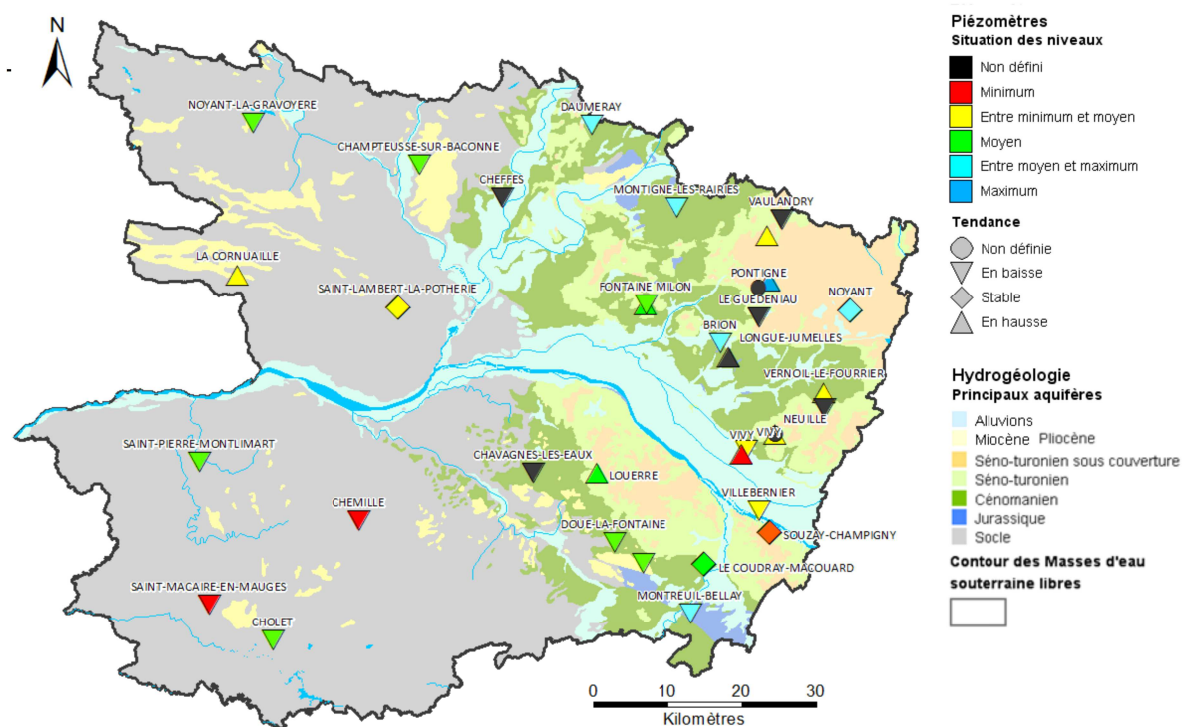 N
NOYANT-LA-GRAVOYERE
DAUMERAY
CHAMPTEUSSE-SUR-BACONNE
CHEFFES
MONTIGNE-LES-RAIRIES
VAULANDRY
LA CORNUAILLE
SAINT-LAMBERT-LA-POTHERIE
PONTIGNE
FONTAINE MILON
LE GUEDENIAU
NOYANT
BRION
LONGUE-JUMELLES
VERNOIL-LE-FOURRIER
NEUILLE
VIVY VIVY
SAINT-PIERRE-MONTLIMART
CHAVAGNES-LES-EAUX
LOUERRE
CHEMILLE
VILLEBERNIER
DOUE-LA-FONTAINE
SOUZAY-CHAMPIGNY
LE COUDRAY-MACOUARD
SAINT-MACAIRE-EN-MAUGES
MONTREUIL-BELLAY
CHOLET
0 10 20 30
Kilomètres
Piézomètres
Situation des niveaux
Non défini
Minimum
Entre minimum et moyen
Moyen
Entre moyen et maximum
Maximum
Tendance
Non définie
En baisse
Stable
En hausse
Hydrogéologie
Principaux aquifères
Alluvions
Miocène Pliocène
Séno-turonien sous couverture
Séno-turonien
Cénomanien
Jurassique
Socle
Contour des Masses d'eau
souterraine libres